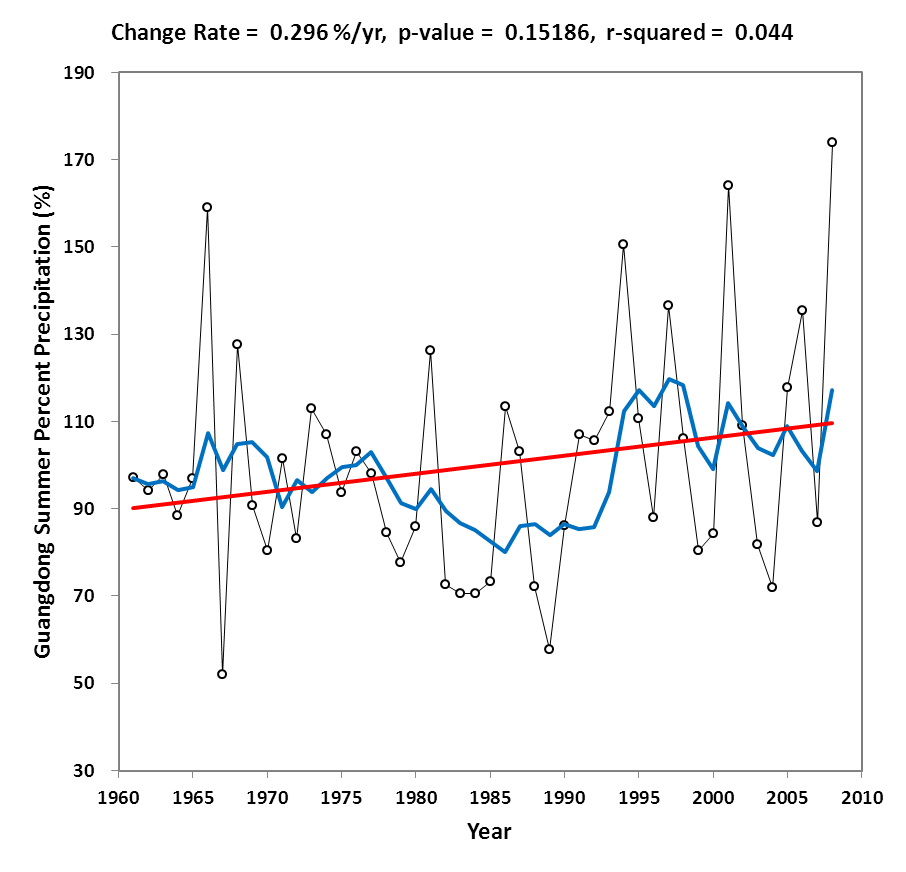 Change Rate = 0.296 %/yr, p-value = 0.15186, r-squared = 0.044
190
170
150
130
110
90
70
50
30
Guangdong Summer Percent Precipitation (%)
1960 1965 1970 1975 1980 1985 1990 1995 2000 2005 2010
Year